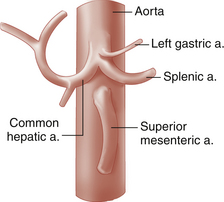 Aorta
Left gastric a.
Splenic a.
Common
hepatic a.
Superior
mesenteric a.